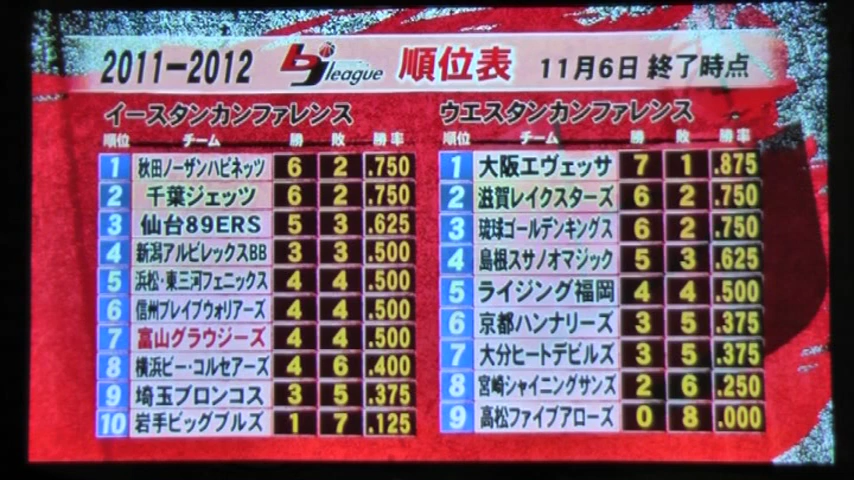 2011-2012 bj league 順位表 11月6日 終了時点
イースタンカンファレンス
順位 チーム 勝 敗 勝率
1 秋田ノーザンハピネッツ 6 2 .750
2 千葉ジェッツ 6 2 .750
3 仙台89ERS 5 3 .625
4 新潟アルビレックスBB 3 3 .500
5 浜松・東三河フェニックス 4 4 .500
6 信州ブレイブウォリアーズ 4 4 .500
7 富山グラウジーズ 4 4 .500
8 横浜ビー・コルセアーズ 4 6 .400
9 埼玉ブロンコス 3 5 .375
10 岩手ビッグブルズ 1 7 .125
ウエスタンカンファレンス
順位 チーム 勝 敗 勝率
1 大阪エヴェッサ 7 1 .875
2 滋賀レイクスターズ 6 2 .750
3 琉球ゴールデンキングス 6 2 .750
4 島根スサノオマジック 5 3 .625
5 ライジング福岡 4 4 .500
6 京都ハンナリーズ 3 5 .375
7 大分ヒートデビルズ 3 5 .375
8 宮崎シャイニングサンズ 2 6 .250
9 高松ファイブアローズ 0 8 .000